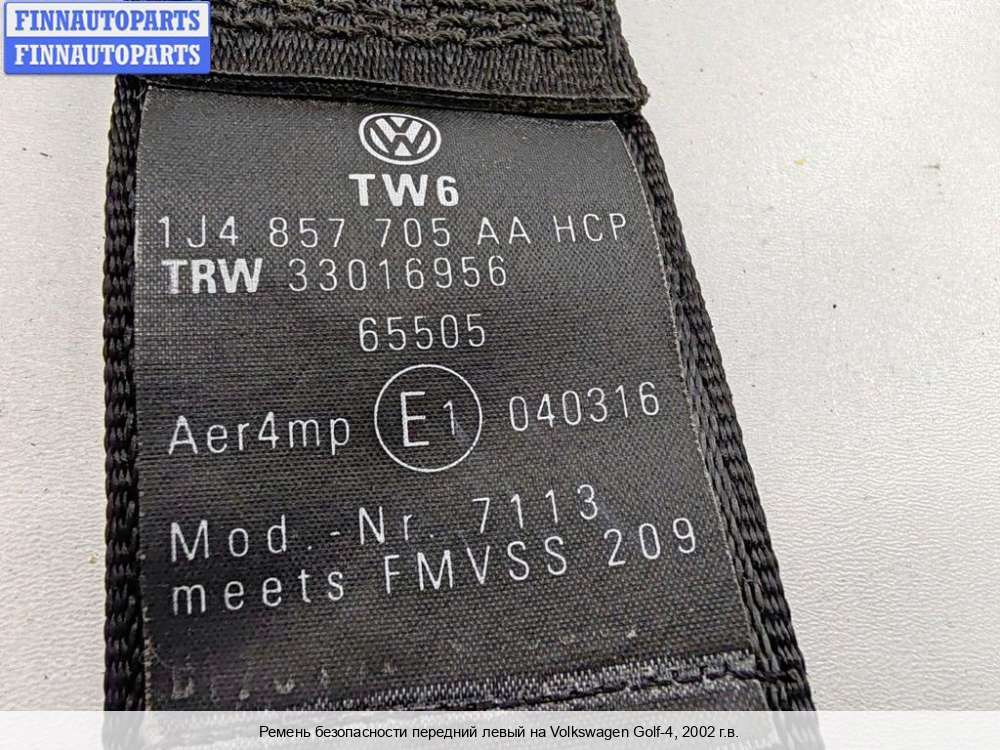 FINNAUTOPARTS
FINNAUTOPARTS
VW
TW6
1J4 857 705 AA HCP
TRW 33016956
65505
Aer4mp E1 040316
Mod.-Nr. 7113
meets FMVSS 209
Ремень безопасности передний левый на Volkswagen Golf-4, 2002 г.в.